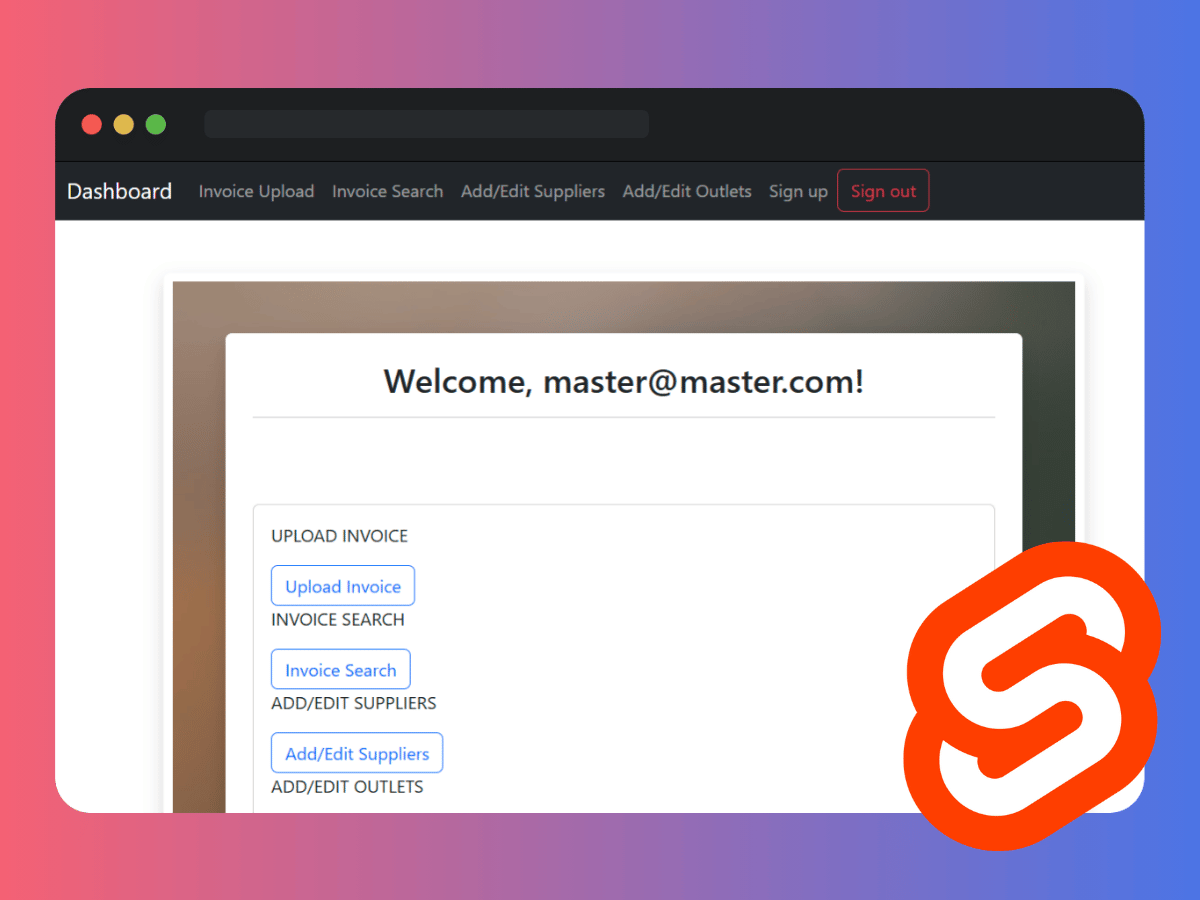 Dashboard Invoice Upload Invoice Search Add/Edit Suppliers Add/Edit Outlets Sign up Sign out
Welcome, master@master.com!
UPLOAD INVOICE
Upload Invoice
INVOICE SEARCH
Invoice Search
ADD/EDIT SUPPLIERS
Add/Edit Suppliers
ADD/EDIT OUTLETS